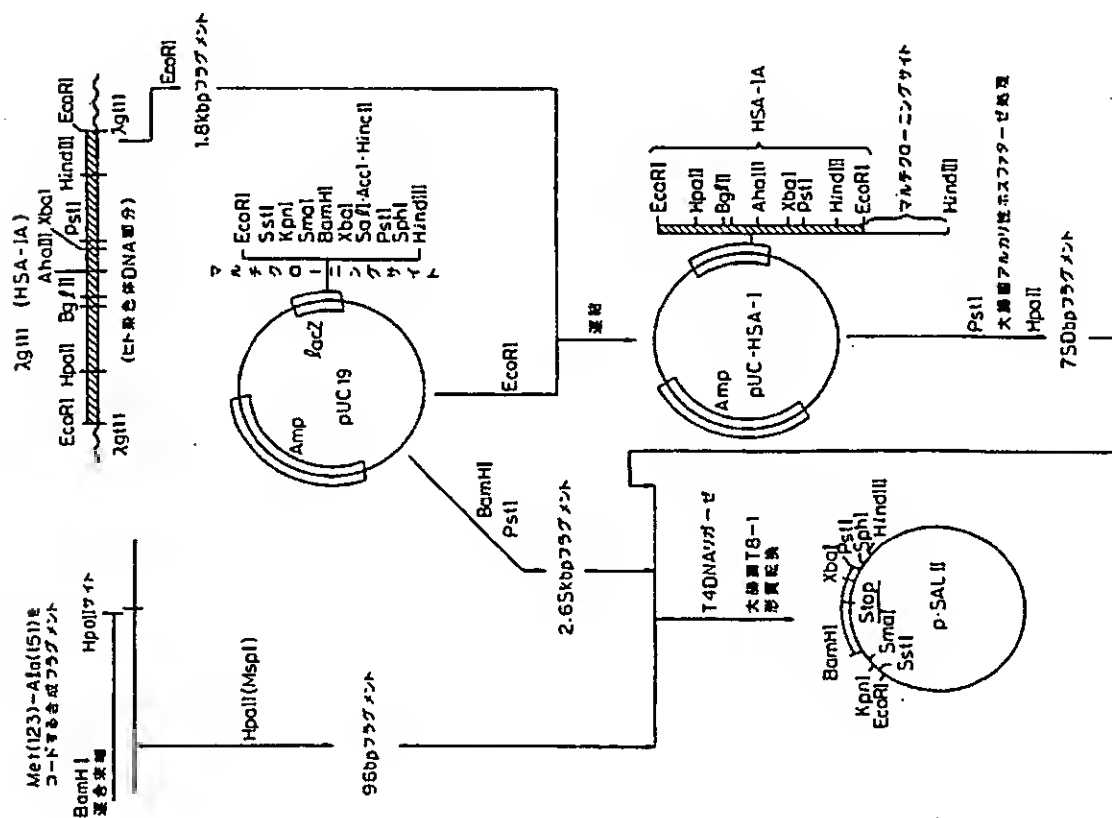 Met(123)-Ala(151)を
コードする合成フラグメント
BamHI
接合末端
HpaIIサイト
HpaII(MspI)
96bpフラグメント
λgt11 (HSA-1A)
EcoRI HpaII BglII AhaIII XbaI PstI HindIII EcoRI
λgt11
(ヒト染色体DNA部分)
λgt11
EcoRI
1.8kbpフラグメント
Amp
pUC19
lacZ
マルチクローニングサイト
EcoRI
SstI
KpnI
SmaI
BamHI
XbaI
SalI・AccI・HincII
PstI
SphI
HindIII
BamHI
PstI
2.65kbpフラグメント
EcoRI
連結
Amp
pUC-HSA-1
EcoRI
HpaII
BglII
AhaIII
XbaI
PstI
HindIII
EcoRI
HSA-1A
マルチクローニングサイト
HindIII
PstI
大腸菌アルカリ性ホスファターゼ処理
HpaII
750bpフラグメント
T4DNAリガーゼ
大腸菌TB-1
形質転換
BamHI
XbaI
PstI
SphI
HindIII
Stop
KpnI
EcoRI
SmaI
SstI
p・SALII